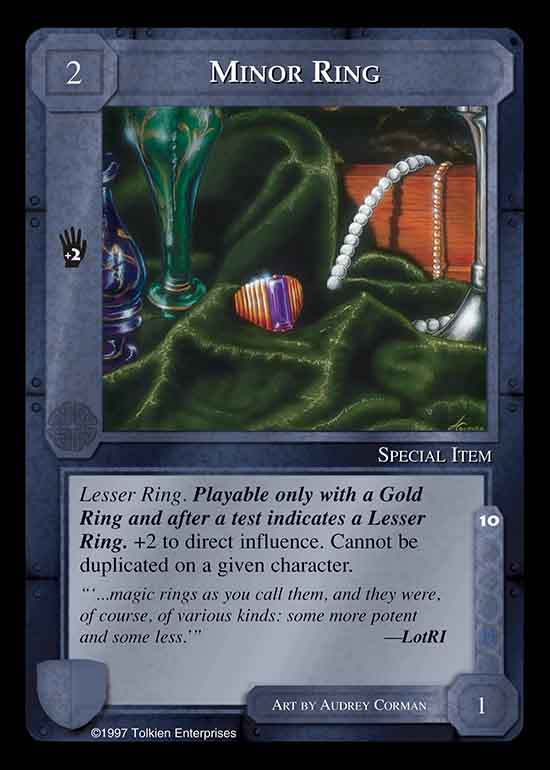 2
MINOR RING
+2
SPECIAL ITEM
Lesser Ring. Playable only with a Gold
Ring and after a test indicates a Lesser
Ring. +2 to direct influence. Cannot be
duplicated on a given character.
10
“‘...magic rings as you call them, and they were,
of course, of various kinds: some more potent
and some less.’” —LotRI
ART BY AUDREY CORMAN
1
©1997 Tolkien Enterprises